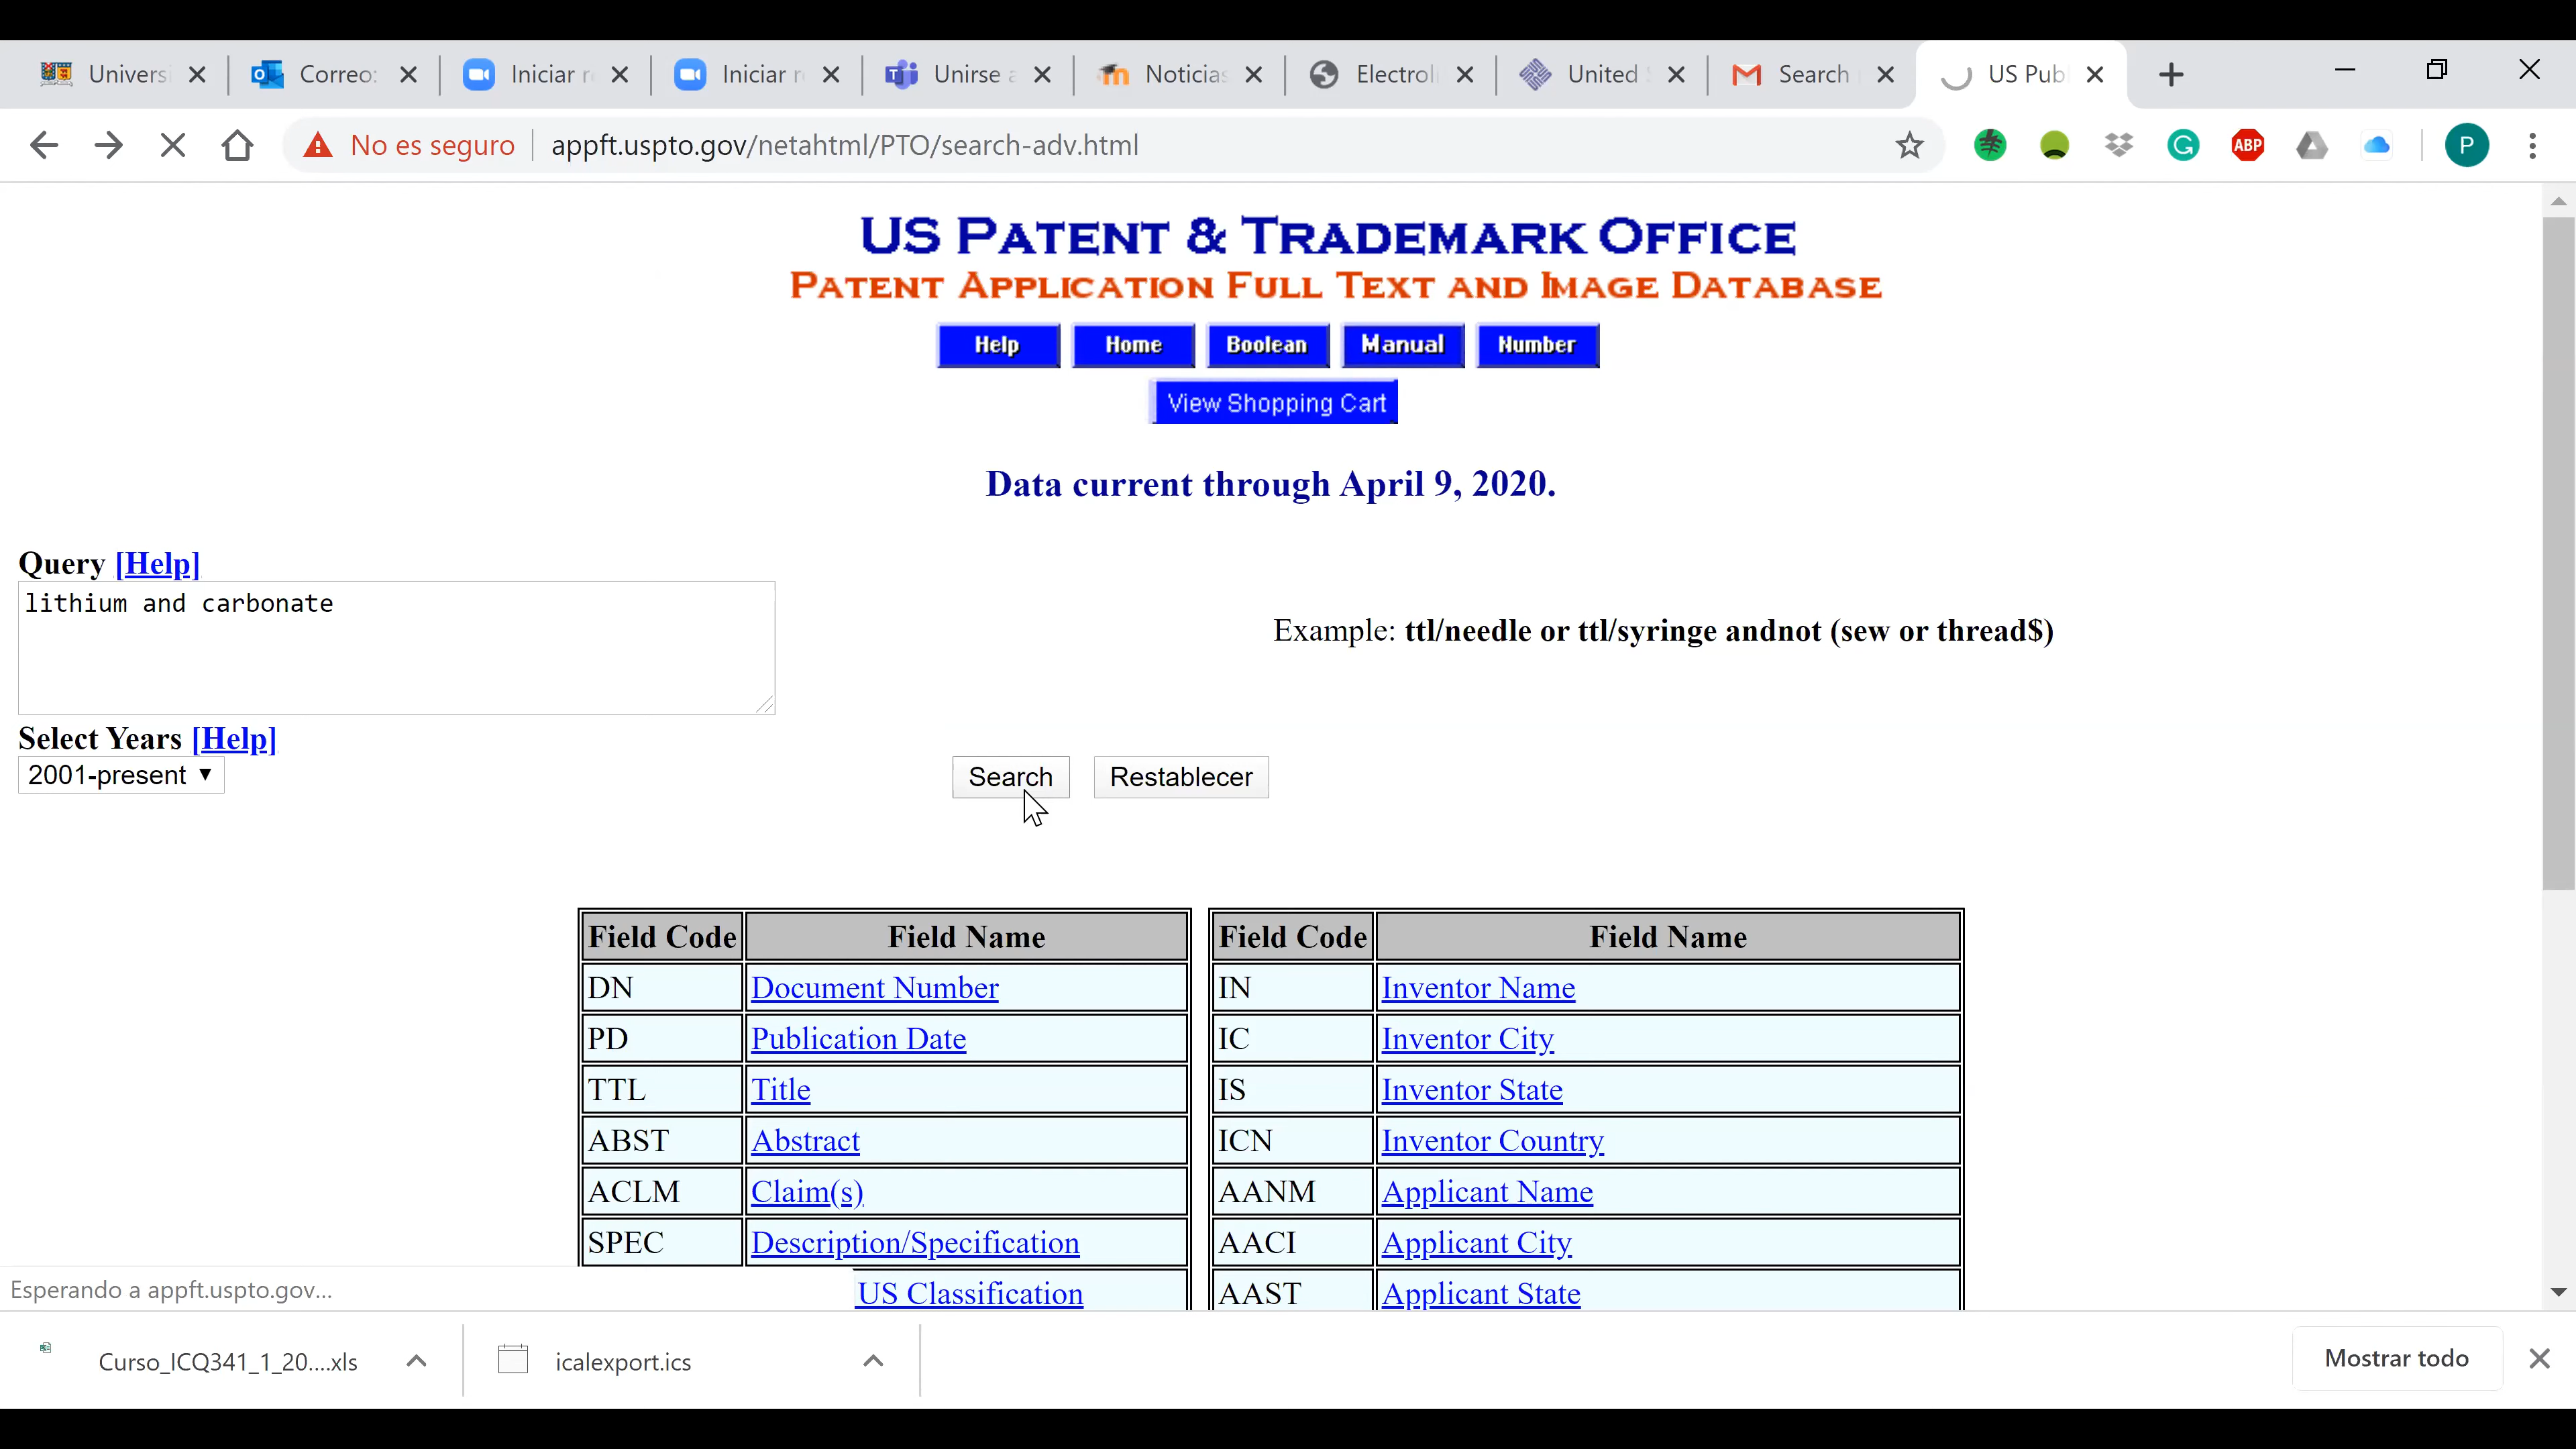 Univers Correo: Iniciar r Iniciar r Unirse a Noticias Electrol United Search US Pub
No es seguro appft.uspto.gov/netahtml/PTO/search-adv.html ABP P
US PATENT & TRADEMARK OFFICE
PATENT APPLICATION FULL TEXT AND IMAGE DATABASE
Help Home Boolean Manual Number
View Shopping Cart
Data current through April 9, 2020.
Query [Help]
lithium and carbonate
Example: ttl/needle or ttl/syringe andnot (sew or thread$)
Select Years [Help]
2001-present Search Restablecer
Field Code Field Name Field Code Field Name
DN Document Number IN Inventor Name
PD Publication Date IC Inventor City
TTL Title IS Inventor State
ABST Abstract ICN Inventor Country
ACLM Claim(s) AANM Applicant Name
SPEC Description/Specification AACI Applicant City
Esperando a appft.uspto.gov... US Classification AAST Applicant State
Curso_ICQ341_1_20....xls icalexport.ics Mostrar todo